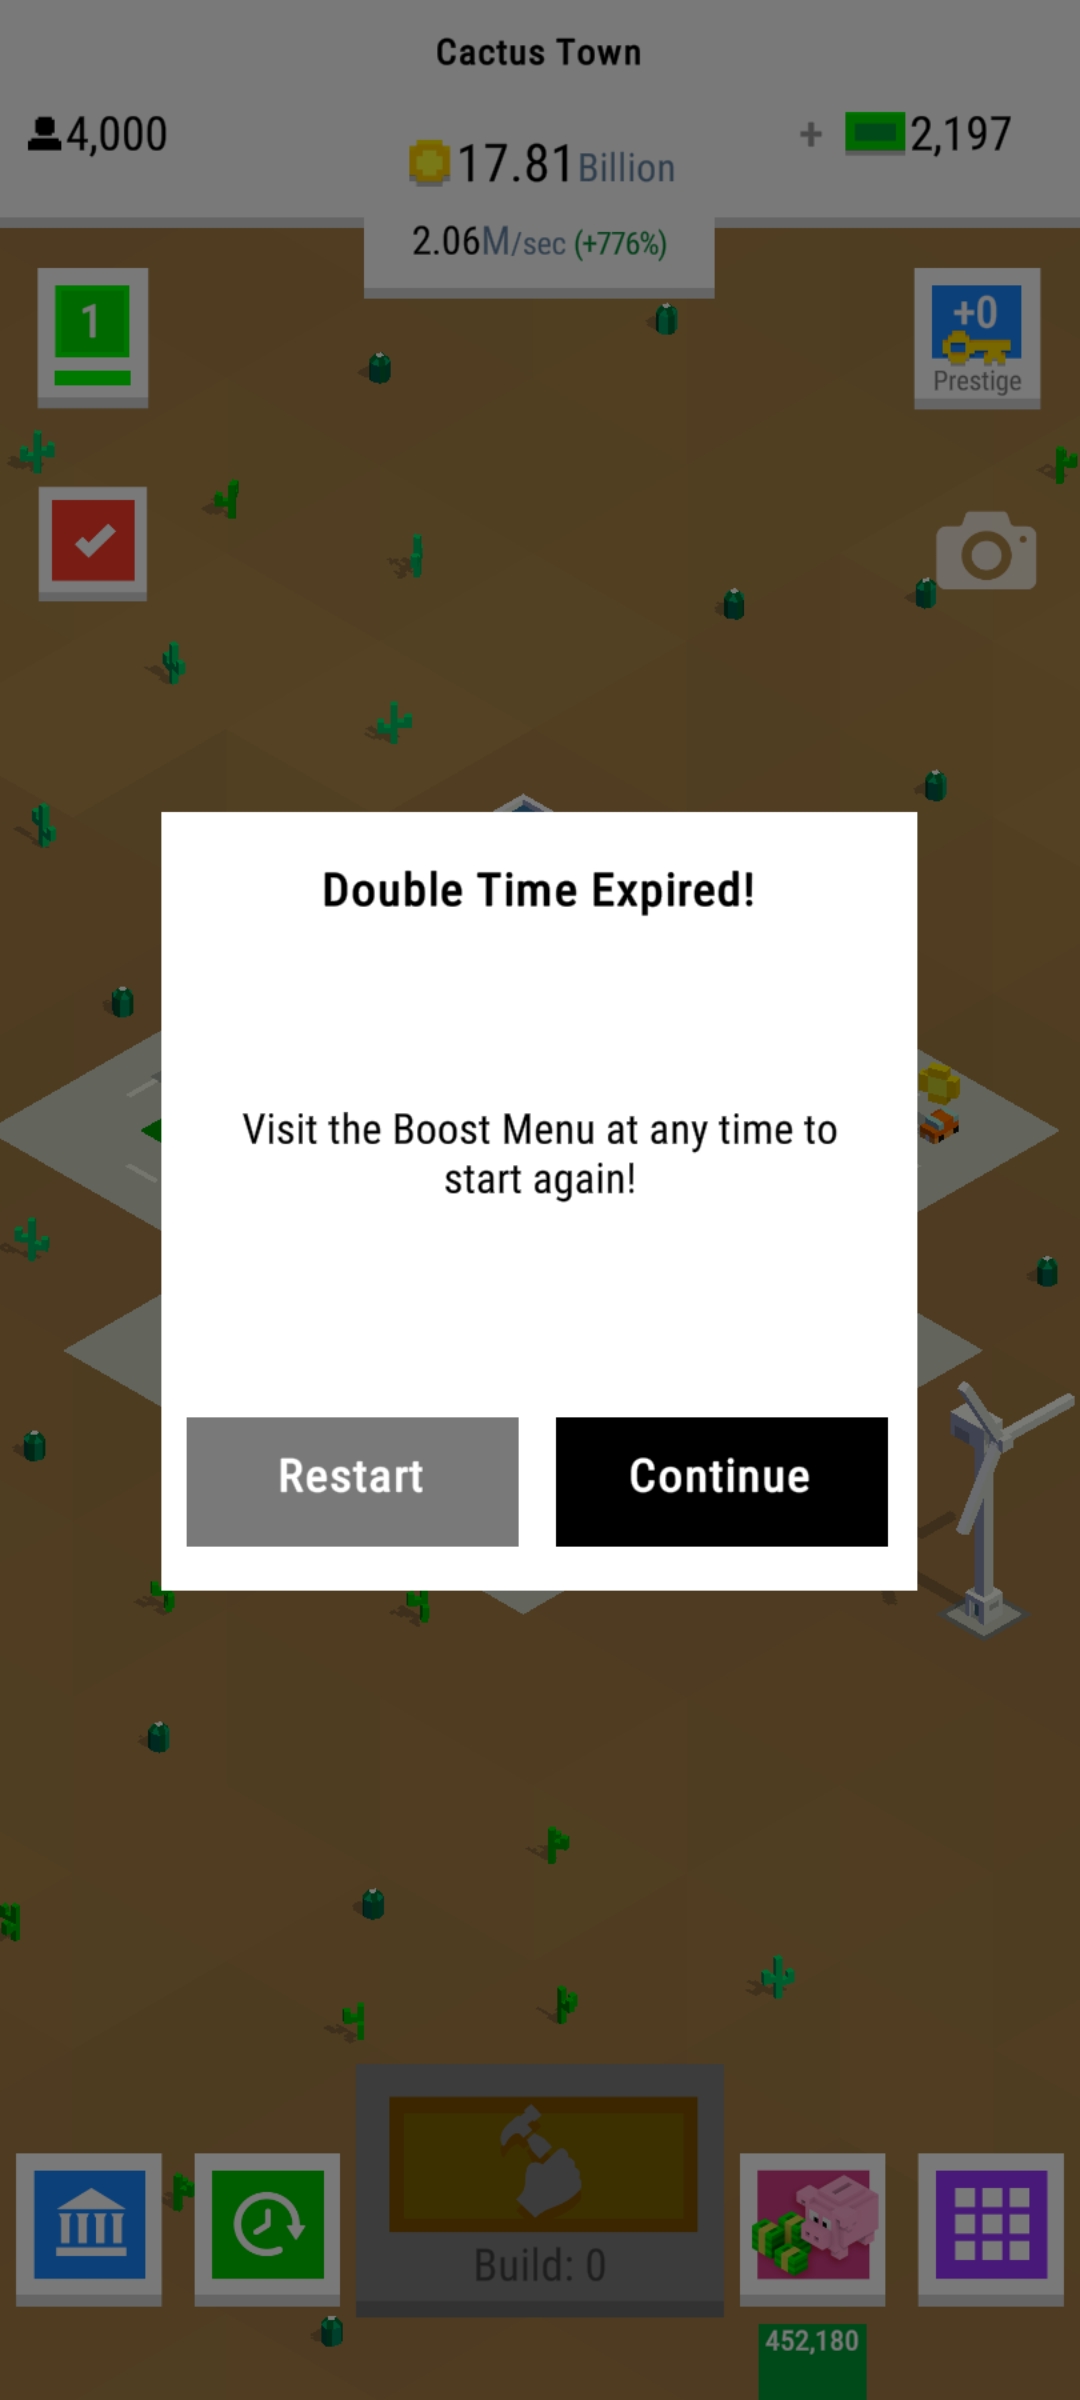 Cactus Town
4,000
17.81 Billion
+ 2,197
2.06M/sec (+776%)
1
+0
Prestige
Double Time Expired!
Visit the Boost Menu at any time to
start again!
Restart
Continue
Build: 0
452,180